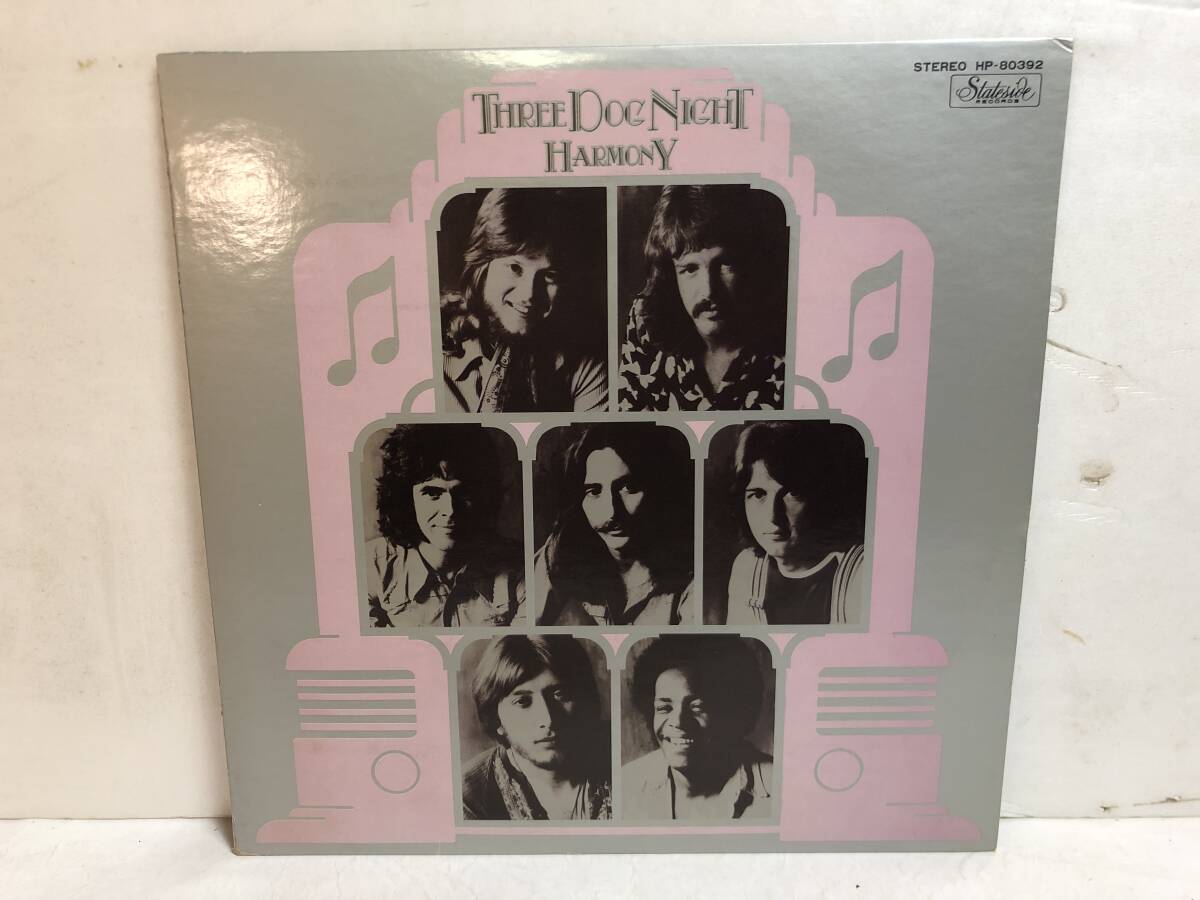 STEREO HP-80392
Stateside
RECORDS
THREE DOG NIGHT
HARMONY